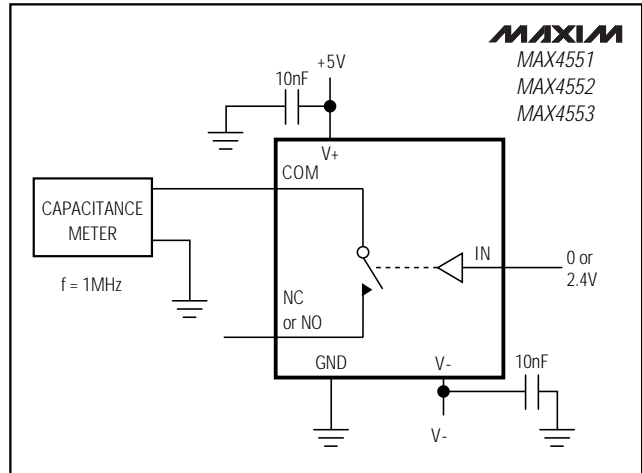 MAXIM
MAX4551
MAX4552
MAX4553
+5V
10nF
V+
COM
CAPACITANCE
METER
f = 1MHz
IN
0 or
2.4V
NC
or NO
GND
V-
10nF
V-